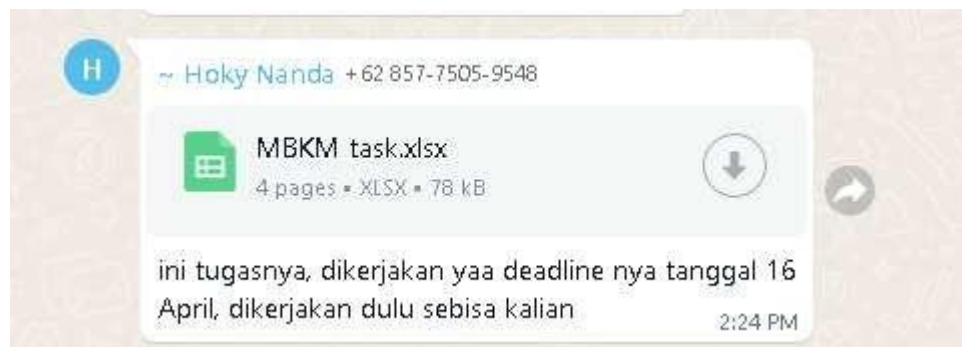 H
~ Hoky Nanda +62 857-7505-9548
MBKM task.xlsx
4 pages • XLSX • 78 kB
ini tugasnya, dikerjakan yaa deadline nya tanggal 16
April, dikerjakan dulu sebisa kalian
2:24 PM